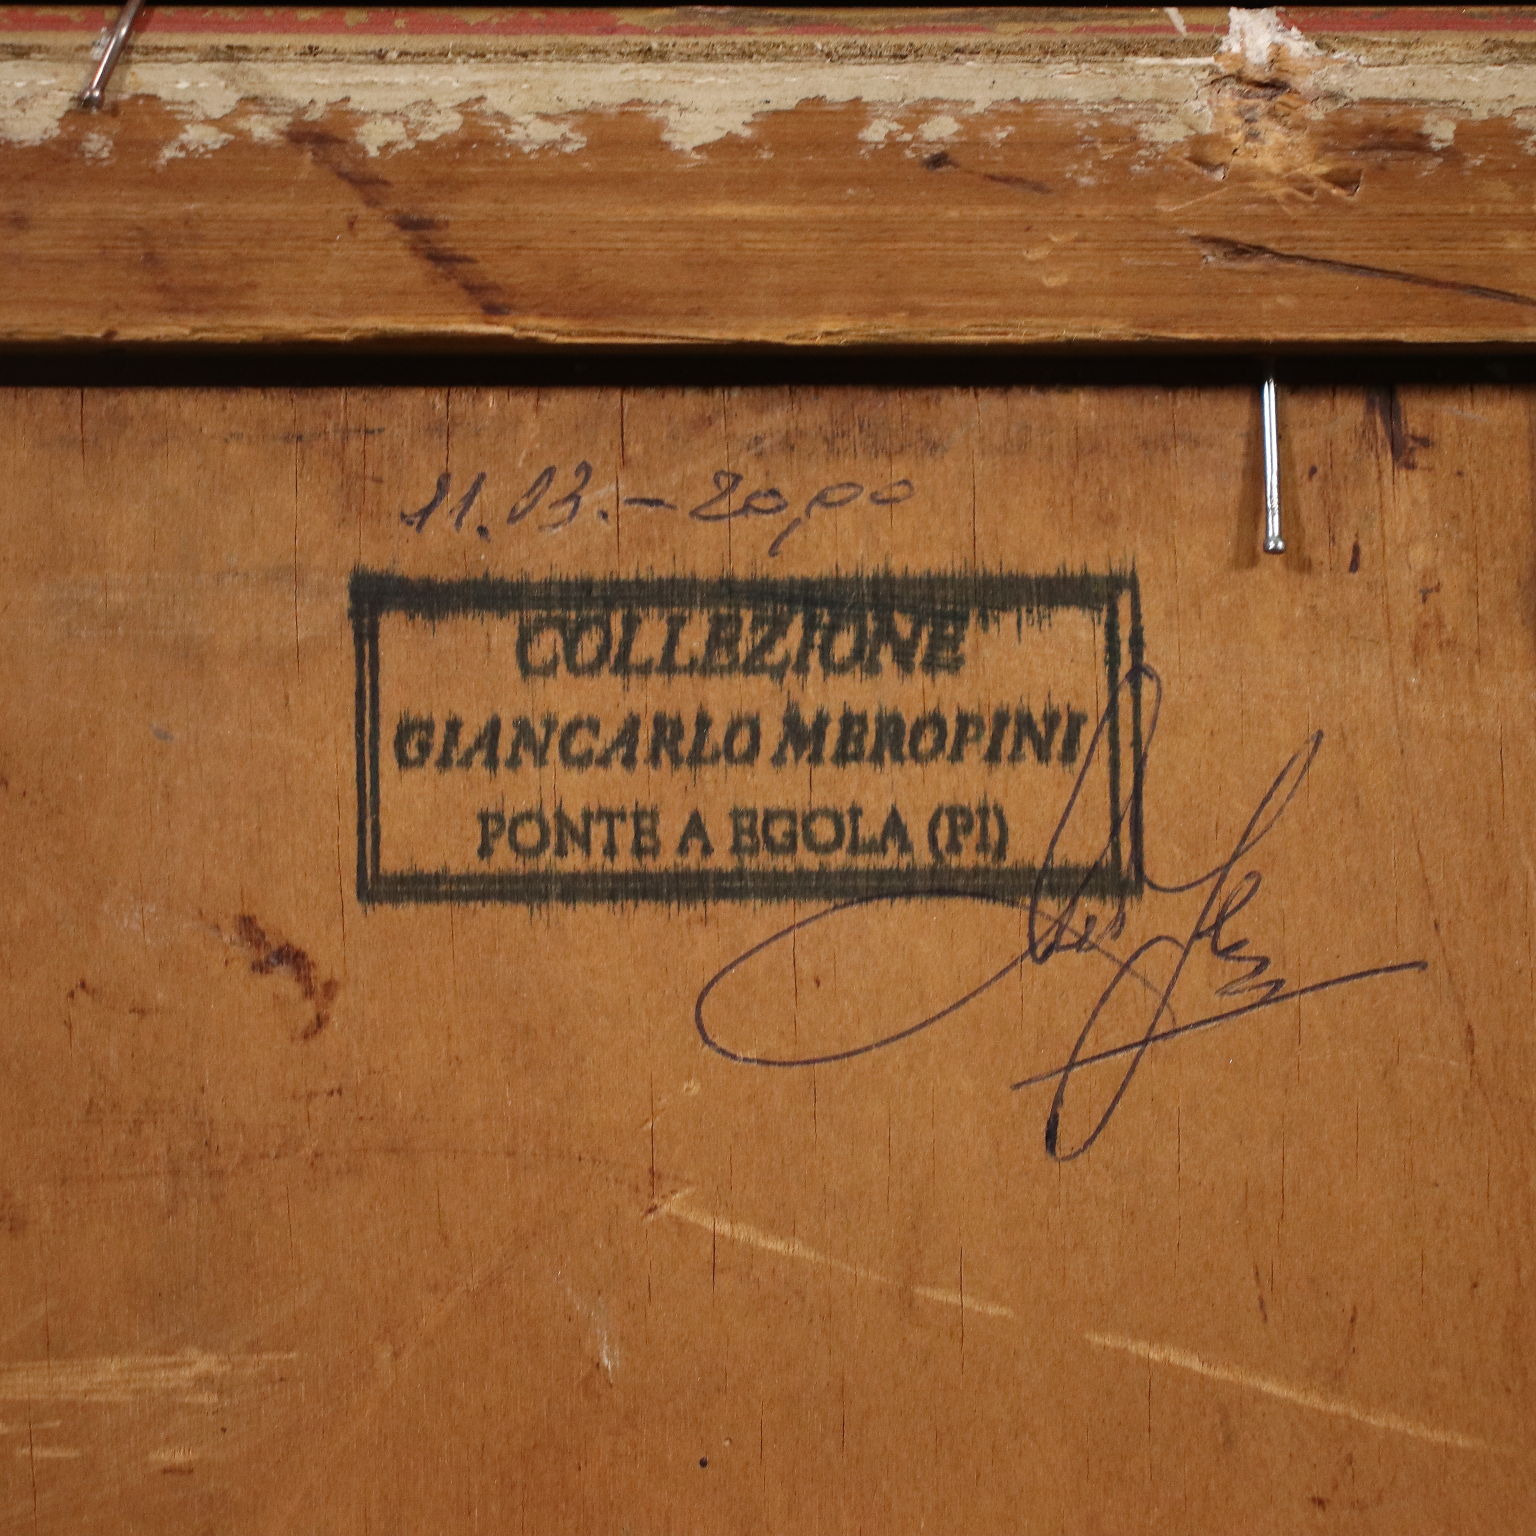 11.03.-20,00
COLLEZIONE
GIANCARLO MEROPINI
PONTE A EGOLA (PI)